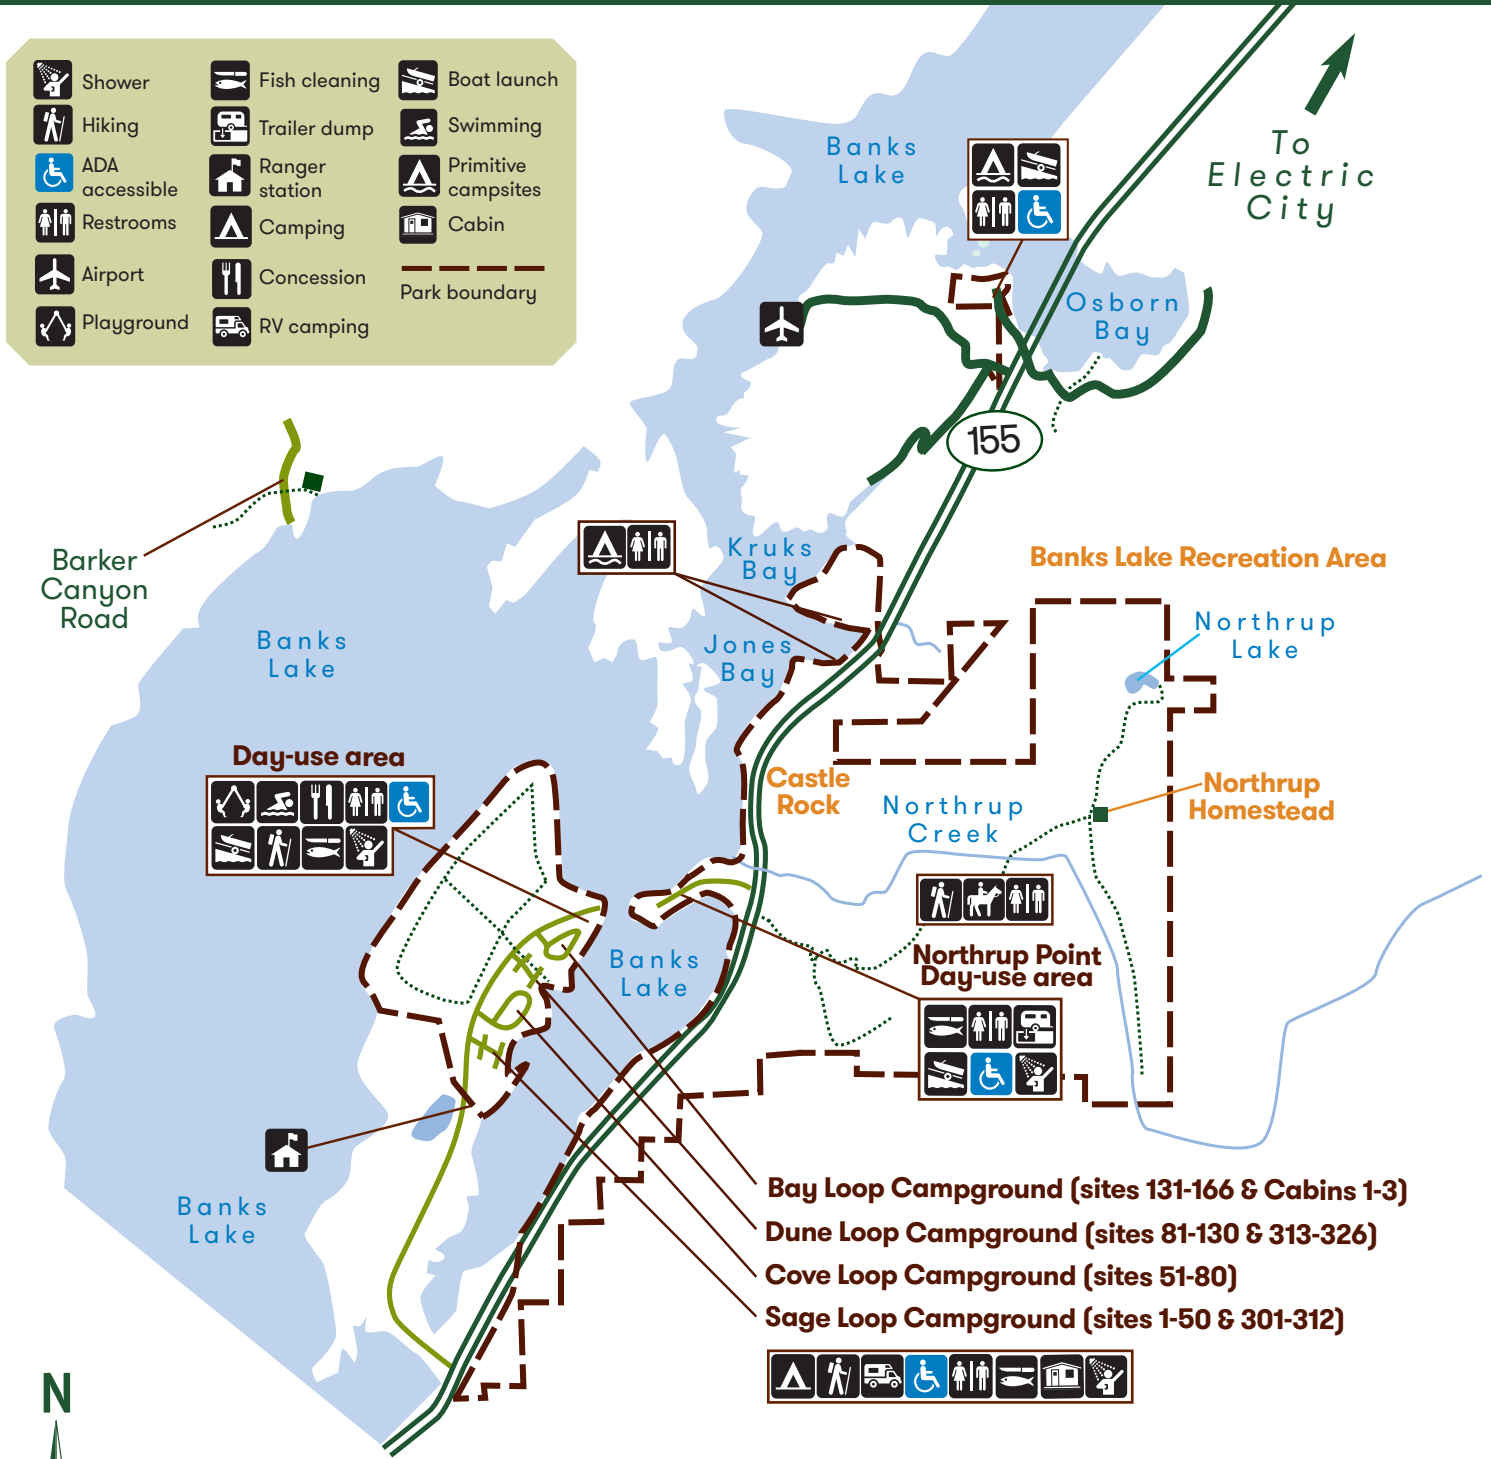 Shower
Hiking
ADA
accessible
Restrooms
Airport
Playground
Fish cleaning
Trailer dump
Ranger
station
Camping
Concession
RV camping
Boat launch
Swimming
Primitive
campsites
Cabin
Park boundary
To
Electric
City
Banks
Lake
Osborn
Bay
155
Barker
Canyon
Road
Kruks
Bay
Banks Lake Recreation Area
Northrup
Lake
Banks
Lake
Jones
Bay
Day-use area
Castle
Rock
Northrup
Creek
Northrup
Homestead
Banks
Lake
Northrup Point
Day-use area
Banks
Lake
Bay Loop Campground (sites 131-166 & Cabins 1-3)
Dune Loop Campground (sites 81-130 & 313-326)
Cove Loop Campground (sites 51-80)
Sage Loop Campground (sites 1-50 & 301-312)
N